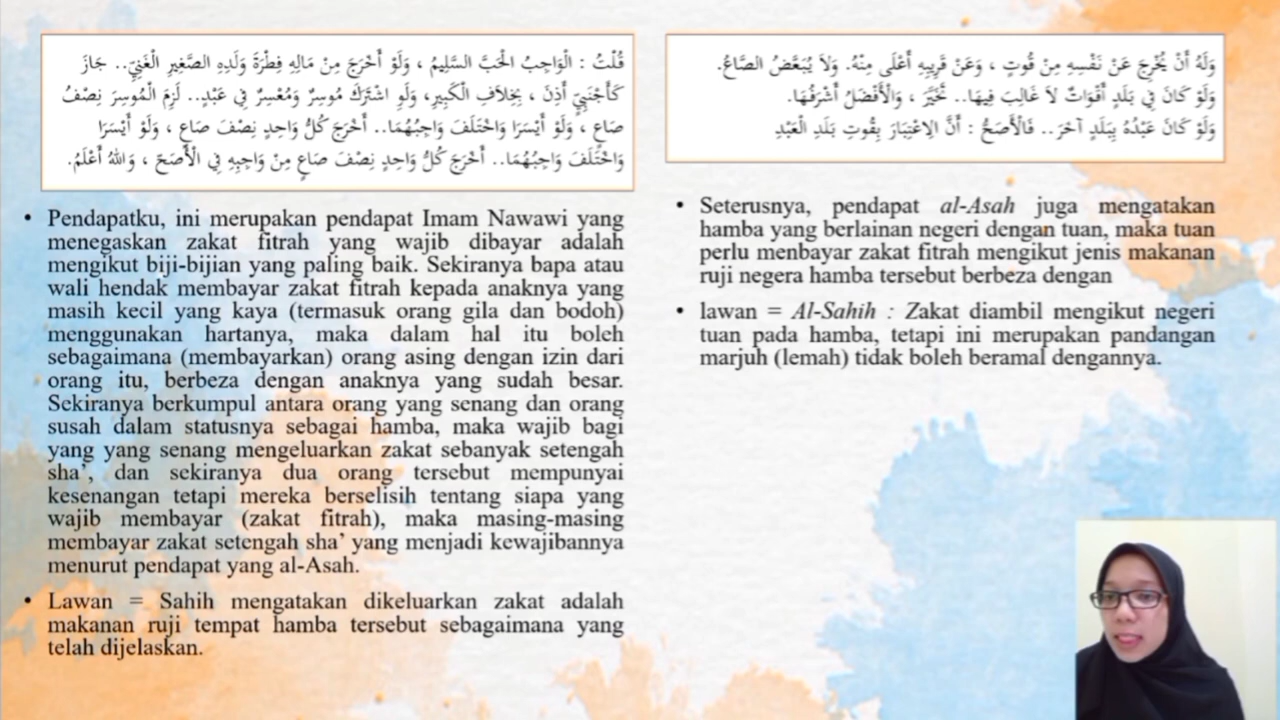 قُلْتُ : الْوَاجِبُ الْحَبَّ السَّلِيمُ ، وَلَوْ أَخْرَجَ مِنْ مَالِهِ فِطْرَةَ وَلَدِهِ الصَّغِيرِ الْغَنِيِّ.. جَازَ
كَأَجْنَبِيٍّ أَذِنَ ، بِخِلاَفِ الْكَبِيرِ، وَلَوِ اشْتَرَكَ مُوسِرٌ وَمُعْسِرٌ فِي عَبْدٍ.. لَزِمَ الْمُوسِرَ نِصْفُ
صَاعٍ ، وَلَوْ أَيْسَرَا وَاخْتَلَفَ وَاجِبُهُمَا.. أَخْرَجَ كُلُّ وَاحِدٍ نِصْفَ صَاعٍ ، وَلَوْ أَيْسَرَا
وَاخْتَلَفَ وَاجِبُهُمَا.. أَخْرَجَ كُلُّ وَاحِدٍ نِصْفَ صَاعٍ مِنْ وَاجِبِهِ فِي الْأَصَحِّ ، وَاللهُ أَعْلَمُ.
• Pendapatku, ini merupakan pendapat Imam Nawawi yang
menegaskan zakat fitrah yang wajib dibayar adalah
mengikut biji-bijian yang paling baik. Sekiranya bapa atau
wali hendak membayar zakat fitrah kepada anaknya yang
masih kecil yang kaya (termasuk orang gila dan bodoh)
menggunakan hartanya, maka dalam hal itu boleh
sebagaimana (membayarkan) orang asing dengan izin dari
orang itu, berbeza dengan anaknya yang sudah besar.
Sekiranya berkumpul antara orang yang senang dan orang
susah dalam statusnya sebagai hamba, maka wajib bagi
yang yang senang mengeluarkan zakat sebanyak setengah
sha’, dan sekiranya dua orang tersebut mempunyai
kesenangan tetapi mereka berselisih tentang siapa yang
wajib membayar (zakat fitrah), maka masing-masing
membayar zakat setengah sha’ yang menjadi kewajibannya
menurut pendapat yang al-Asah.
• Lawan = Sahih mengatakan dikeluarkan zakat adalah
makanan ruji tempat hamba tersebut sebagaimana yang
telah dijelaskan.
وَلَهُ أَنْ يُخْرِجَ عَنْ نَفْسِهِ مِنْ قُوتٍ ، وَعَنْ قَرِيبِهِ أَعْلَى مِنْهُ. وَلاَ يُبَعَّضُ الصَّاعُ.
وَلَوْ كَانَ فِي بَلَدٍ أَقْوَاتٌ لاَ غَالِبَ فِيهَا.. تَخَيَّرَ ، وَالْأَفْضَلُ أَشْرَفُهَا.
وَلَوْ كَانَ عَبْدُهُ بِبَلَدٍ آخَرَ.. فَالْأَصَحُّ : أَنَّ الِاعْتِبَارَ بِقُوتِ بَلَدِ الْعَبْدِ
• Seterusnya, pendapat al-Asah juga mengatakan
hamba yang berlainan negeri dengan tuan, maka tuan
perlu menbayar zakat fitrah mengikut jenis makanan
ruji negera hamba tersebut berbeza dengan
• lawan = Al-Sahih : Zakat diambil mengikut negeri
tuan pada hamba, tetapi ini merupakan pandangan
marjuh (lemah) tidak boleh beramal dengannya.